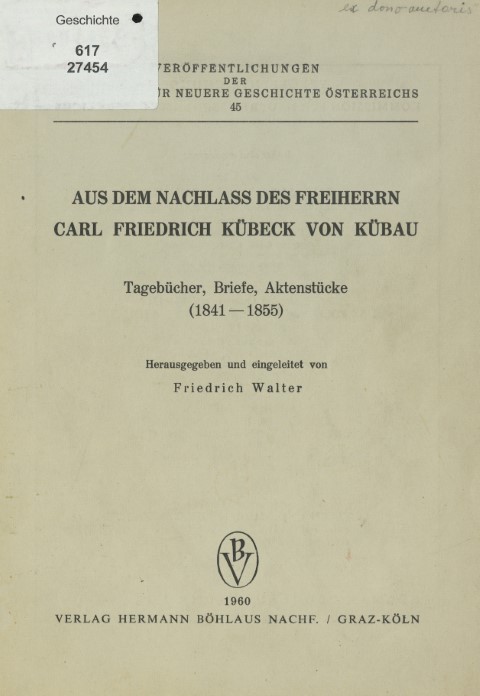 ex dono auctoris
Geschichte
617
27454
VERÖFFENTLICHUNGEN
DER
ÜR NEUERE GESCHICHTE ÖSTERREICHS
45
AUS DEM NACHLASS DES FREIHERRN
CARL FRIEDRICH KÜBECK VON KÜBAU
Tagebücher, Briefe, Aktenstücke
(1841 — 1855)
Herausgegeben und eingeleitet von
Friedrich Walter
BV
1960
VERLAG HERMANN BÖHLAUS NACHF. / GRAZ-KÖLN